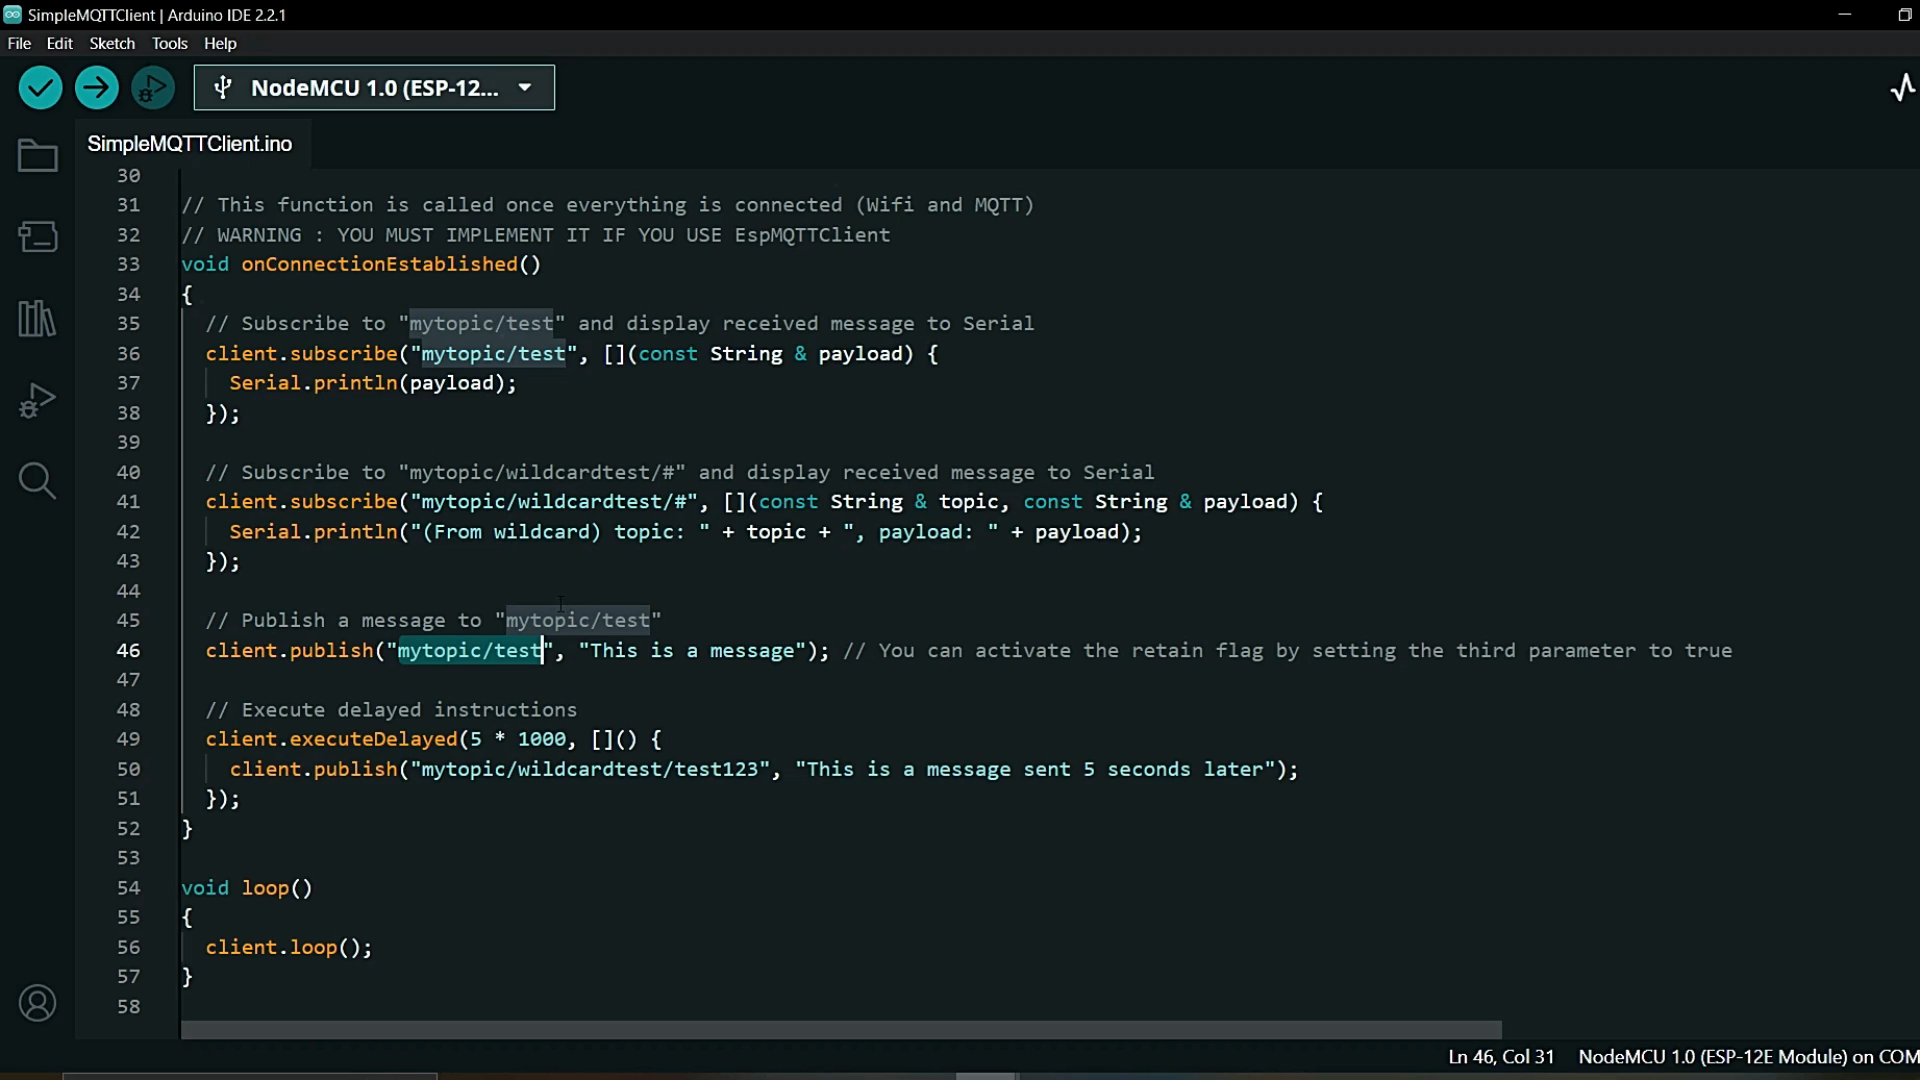 SimpleMQTTClient | Arduino IDE 2.2.1
File Edit Sketch Tools Help
NodeMCU 1.0 (ESP-12...
SimpleMQTTClient.ino
30
31 // This function is called once everything is connected (Wifi and MQTT)
32 // WARNING : YOU MUST IMPLEMENT IT IF YOU USE EspMQTTClient
33 void onConnectionEstablished()
34 {
35 // Subscribe to "mytopic/test" and display received message to Serial
36 client.subscribe("mytopic/test", [](const String & payload) {
37 Serial.println(payload);
38 });
39
40 // Subscribe to "mytopic/wildcardtest/#" and display received message to Serial
41 client.subscribe("mytopic/wildcardtest/#", [](const String & topic, const String & payload) {
42 Serial.println("(From wildcard) topic: " + topic + ", payload: " + payload);
43 });
44
45 // Publish a message to "mytopic/test"
46 client.publish("mytopic/test", "This is a message"); // You can activate the retain flag by setting the third parameter to true
47
48 // Execute delayed instructions
49 client.executeDelayed(5 * 1000, []() {
50 client.publish("mytopic/wildcardtest/test123", "This is a message sent 5 seconds later");
51 });
52 }
53
54 void loop()
55 {
56 client.loop();
57 }
58
Ln 46, Col 31 NodeMCU 1.0 (ESP-12E Module) on COM